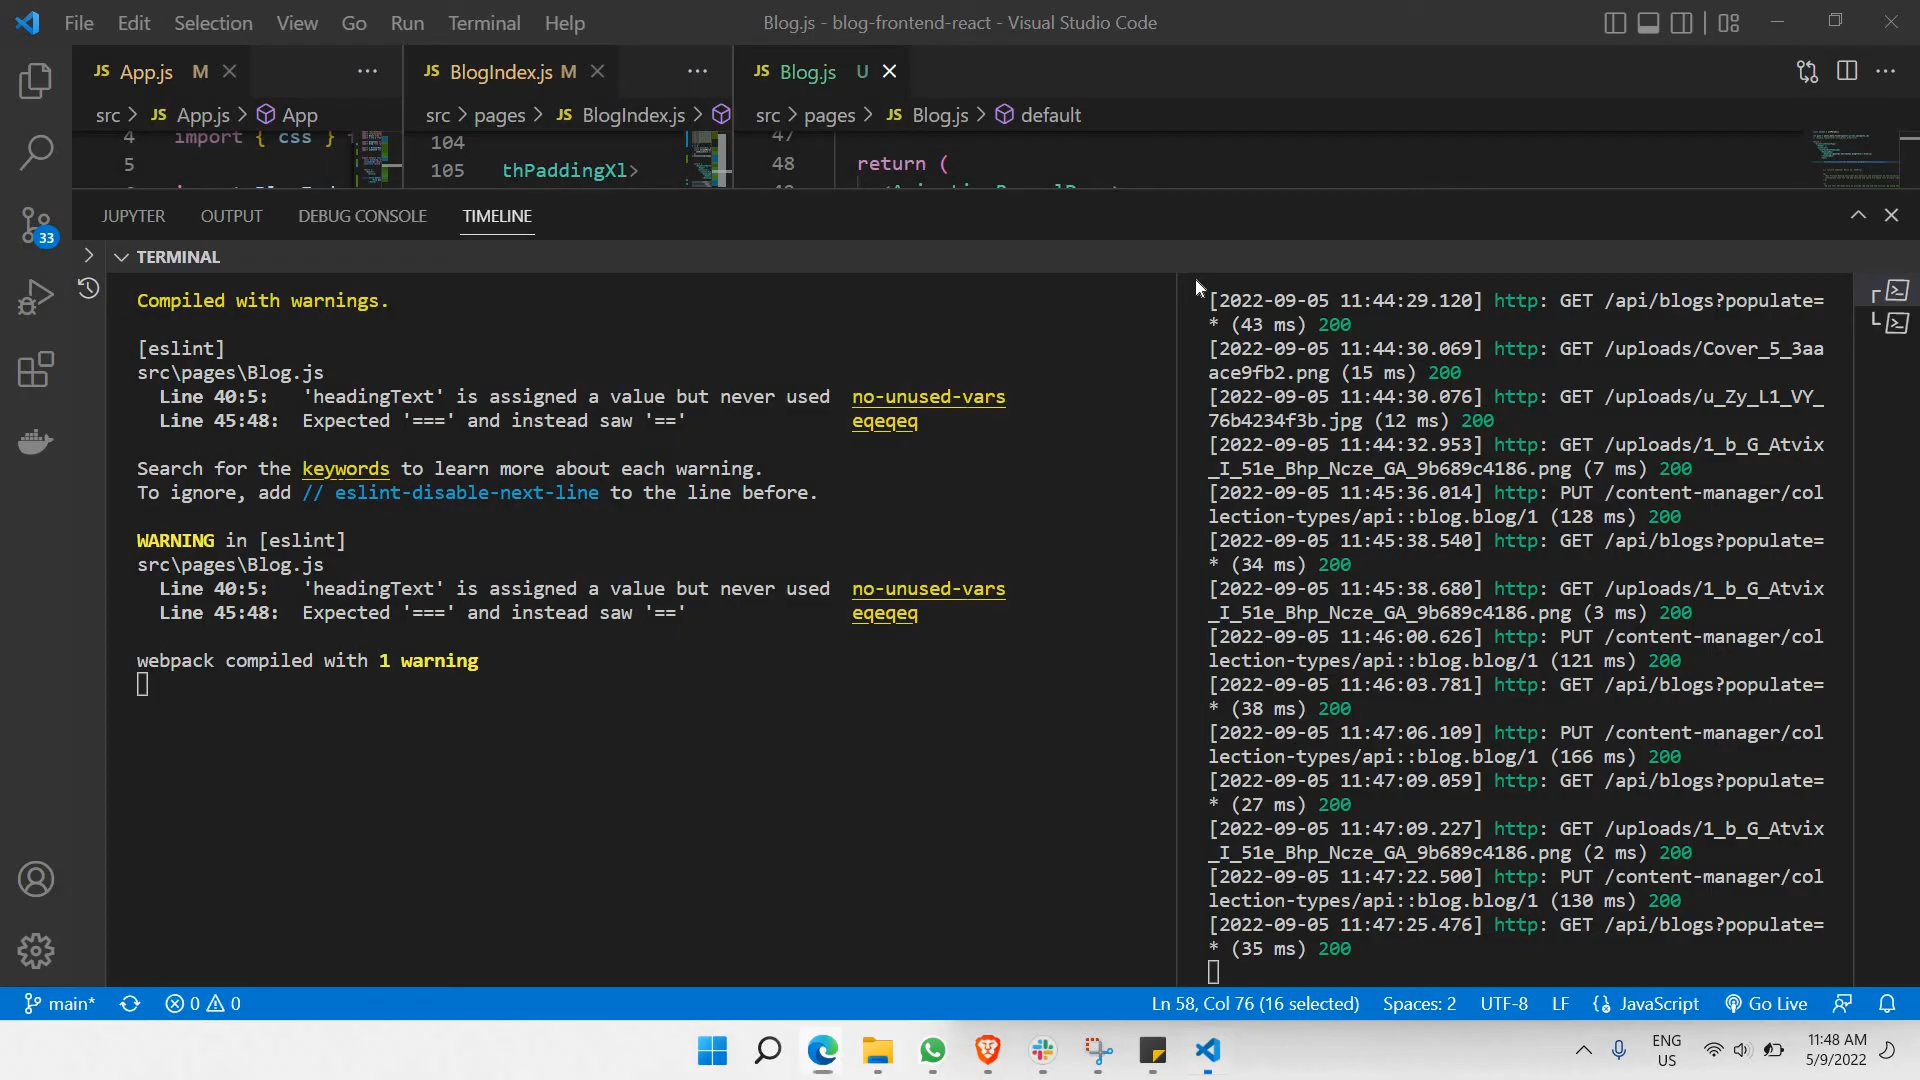 File Edit Selection View Go Run Terminal Help
Blog.js - blog-frontend-react - Visual Studio Code
JS App.js M
JS BlogIndex.js M
JS Blog.js U
src > JS App.js > App
src > pages > JS BlogIndex.js >
src > pages > JS Blog.js > default
4 import { css }
5
104
105 thPaddingXl>
47
48 return (
JUPYTER OUTPUT DEBUG CONSOLE TIMELINE
33
TERMINAL
Compiled with warnings.
[eslint]
src\pages\Blog.js
Line 40:5: 'headingText' is assigned a value but never used no-unused-vars
Line 45:48: Expected '===' and instead saw '==' eqeqeq
Search for the keywords to learn more about each warning.
To ignore, add // eslint-disable-next-line to the line before.
WARNING in [eslint]
src\pages\Blog.js
Line 40:5: 'headingText' is assigned a value but never used no-unused-vars
Line 45:48: Expected '===' and instead saw '==' eqeqeq
webpack compiled with 1 warning
[2022-09-05 11:44:29.120] http: GET /api/blogs?populate=
* (43 ms) 200
[2022-09-05 11:44:30.069] http: GET /uploads/Cover_5_3aa
ace9fb2.png (15 ms) 200
[2022-09-05 11:44:30.076] http: GET /uploads/u_Zy_L1_VY_
76b4234f3b.jpg (12 ms) 200
[2022-09-05 11:44:32.953] http: GET /uploads/1_b_G_Atvix
_I_51e_Bhp_Ncze_GA_9b689c4186.png (7 ms) 200
[2022-09-05 11:45:36.014] http: PUT /content-manager/col
lection-types/api::blog.blog/1 (128 ms) 200
[2022-09-05 11:45:38.540] http: GET /api/blogs?populate=
* (34 ms) 200
[2022-09-05 11:45:38.680] http: GET /uploads/1_b_G_Atvix
_I_51e_Bhp_Ncze_GA_9b689c4186.png (3 ms) 200
[2022-09-05 11:46:00.626] http: PUT /content-manager/col
lection-types/api::blog.blog/1 (121 ms) 200
[2022-09-05 11:46:03.781] http: GET /api/blogs?populate=
* (38 ms) 200
[2022-09-05 11:47:06.109] http: PUT /content-manager/col
lection-types/api::blog.blog/1 (166 ms) 200
[2022-09-05 11:47:09.059] http: GET /api/blogs?populate=
* (27 ms) 200
[2022-09-05 11:47:09.227] http: GET /uploads/1_b_G_Atvix
_I_51e_Bhp_Ncze_GA_9b689c4186.png (2 ms) 200
[2022-09-05 11:47:22.500] http: PUT /content-manager/col
lection-types/api::blog.blog/1 (130 ms) 200
[2022-09-05 11:47:25.476] http: GET /api/blogs?populate=
* (35 ms) 200
main* 0 0 Ln 58, Col 76 (16 selected) Spaces: 2 UTF-8 LF JavaScript Go Live
ENG
US
11:48 AM
5/9/2022